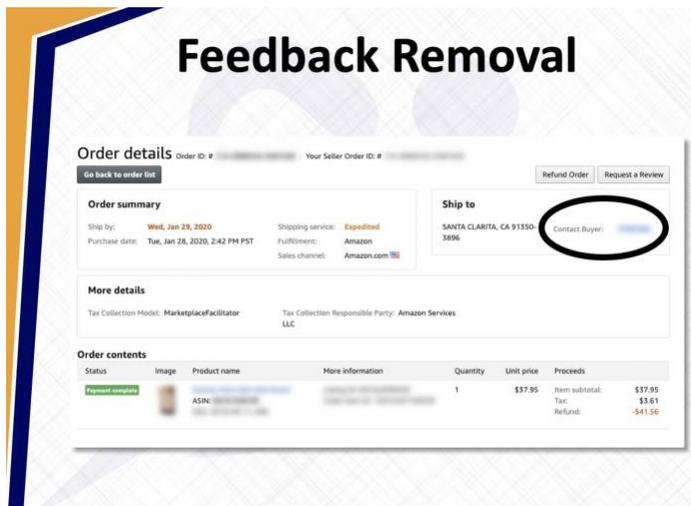 Feedback Removal
Order details Order ID: # Your Seller Order ID: #
Go back to order list
Refund Order Request a Review
Order summary
Ship by: Wed, Jan 29, 2020 Shipping service: Expedited
Purchase date: Tue, Jan 28, 2020, 2:42 PM PST Fulfillment: Amazon
Sales channel: Amazon.com
Ship to
SANTA CLARITA, CA 91350-
3896
Contact Buyer:
More details
Tax Collection Model: MarketplaceFacilitator Tax Collection Responsible Party: Amazon Services
LLC
Order contents
Status Image Product name More information Quantity Unit price Proceeds
Payment complete 1 $37.95 Item subtotal: $37.95
ASIN: Tax: $3.61
Refund: -$41.56